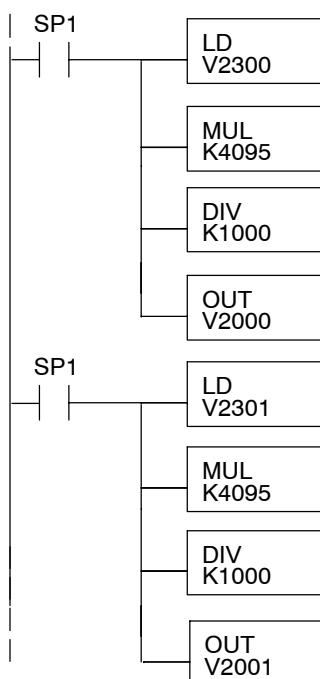 SP1
LD
V2300
MUL
K4095
DIV
K1000
OUT
V2000
SP1
LD
V2301
MUL
K4095
DIV
K1000
OUT
V2001